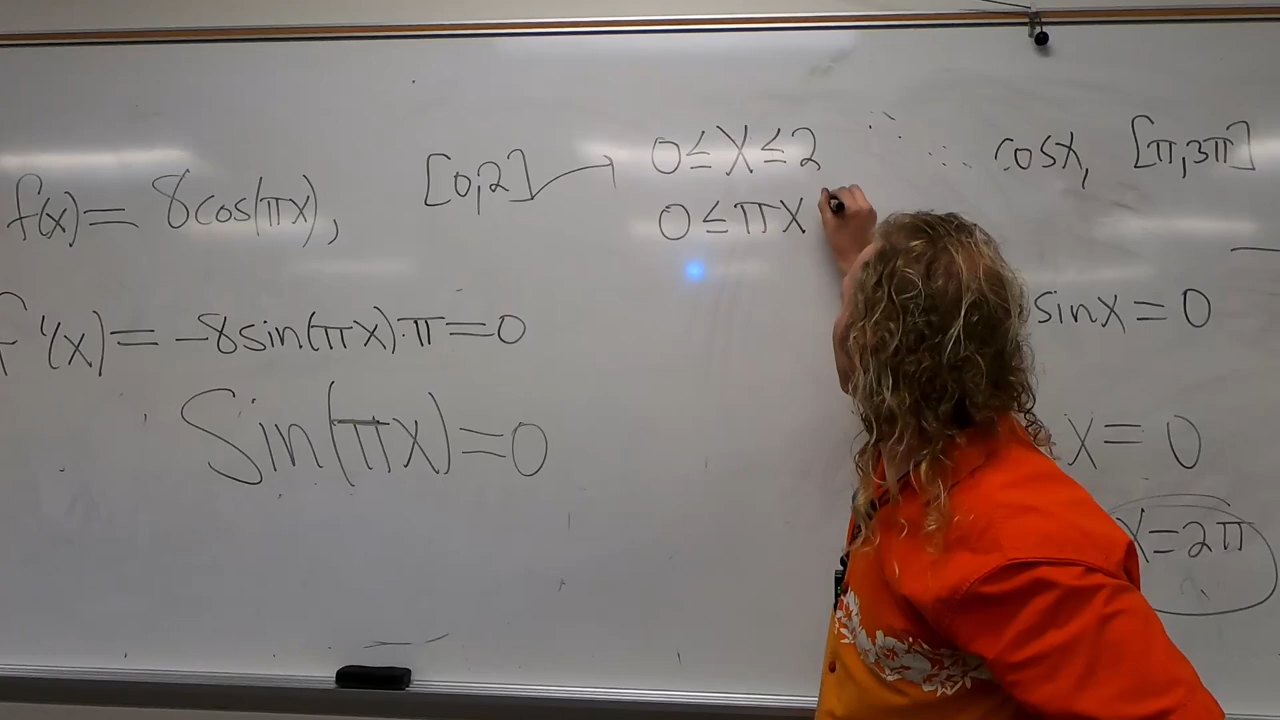 f(x) = 8cos(πx), [0,2]
f'(x) = -8sin(πx)·π = 0
Sin(πx) = 0
0 ≤ x ≤ 2
0 ≤ πx
cosx, [π,3π]
sinx = 0
x = 0
x = 2π